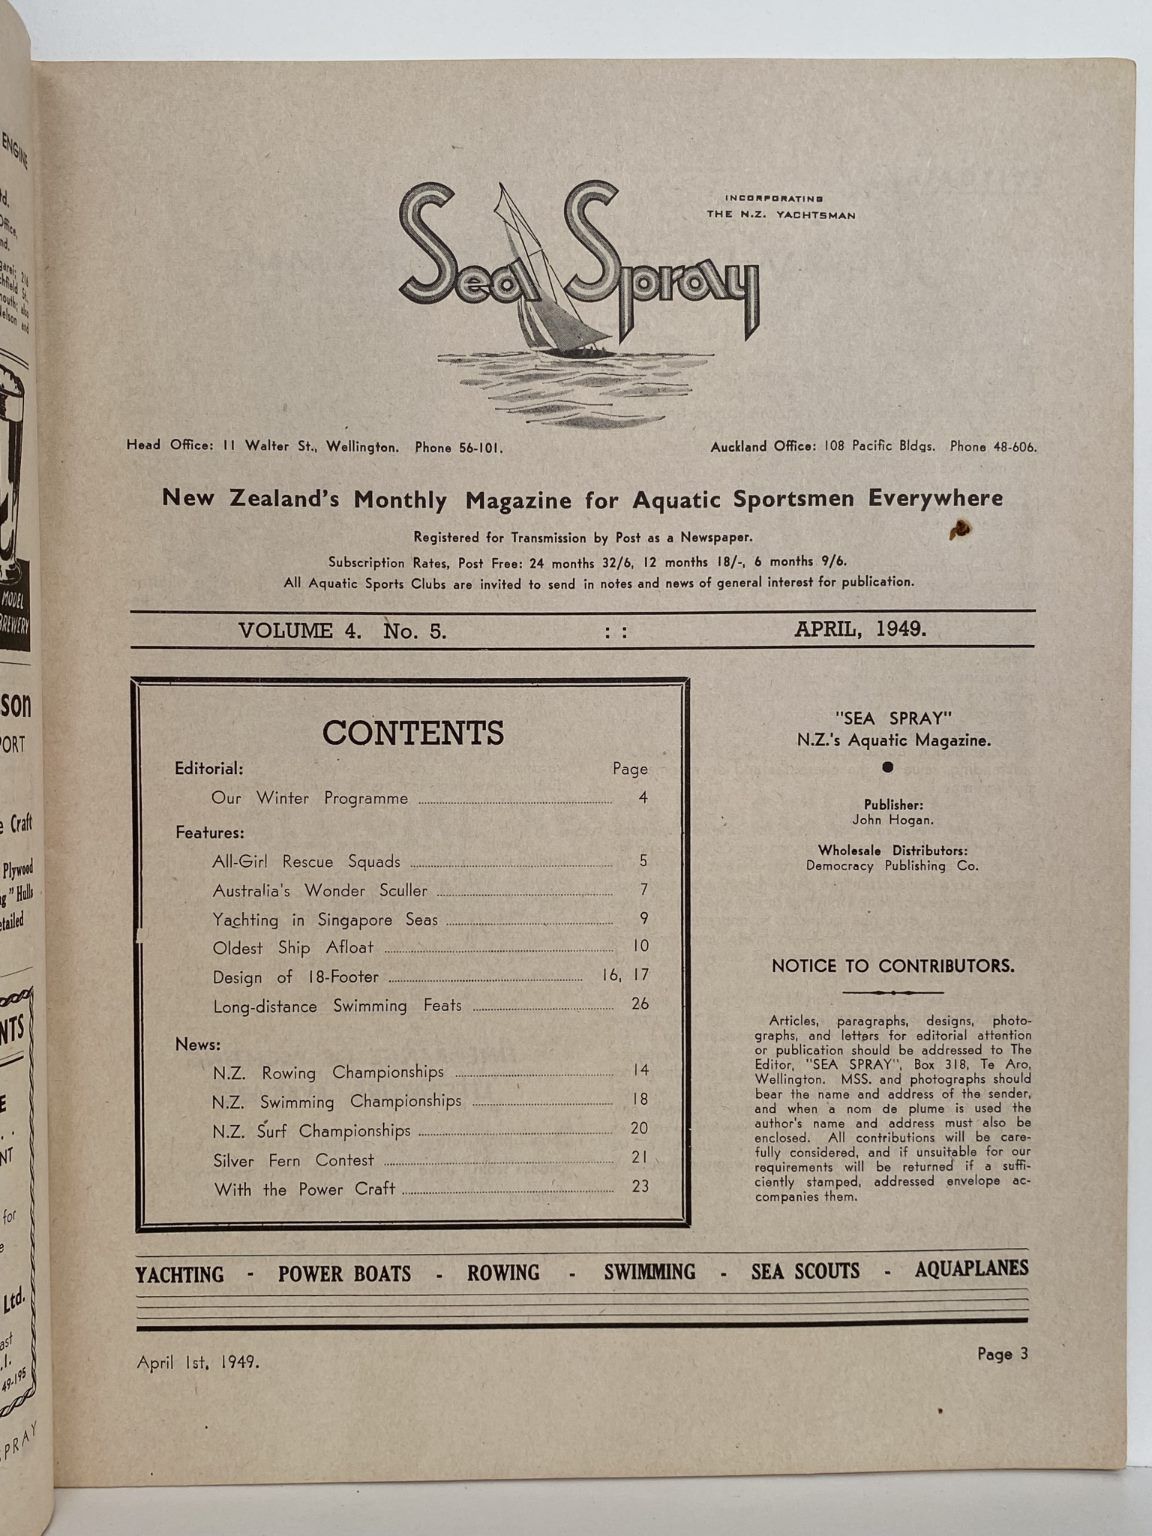 Sea Spray
INCORPORATING
THE N.Z. YACHTSMAN
Head Office: 11 Walter St., Wellington. Phone 56-101.
Auckland Office: 108 Pacific Bldgs. Phone 48-606.
New Zealand's Monthly Magazine for Aquatic Sportsmen Everywhere
Registered for Transmission by Post as a Newspaper.
Subscription Rates, Post Free: 24 months 32/6, 12 months 18/-, 6 months 9/6.
All Aquatic Sports Clubs are invited to send in notes and news of general interest for publication.
VOLUME 4. No. 5. : : APRIL, 1949.
CONTENTS
Editorial: Page
Our Winter Programme 4
Features:
All-Girl Rescue Squads 5
Australia's Wonder Sculler 7
Yachting in Singapore Seas 9
Oldest Ship Afloat 10
Design of 18-Footer 16, 17
Long-distance Swimming Feats 26
News:
N.Z. Rowing Championships 14
N.Z. Swimming Championships 18
N.Z. Surf Championships 20
Silver Fern Contest 21
With the Power Craft 23
"SEA SPRAY"
N.Z.'s Aquatic Magazine.
Publisher:
John Hogan.
Wholesale Distributors:
Democracy Publishing Co.
NOTICE TO CONTRIBUTORS.
Articles, paragraphs, designs, photo-
graphs, and letters for editorial attention
or publication should be addressed to The
Editor, "SEA SPRAY", Box 318, Te Aro,
Wellington. MSS. and photographs should
bear the name and address of the sender,
and when a nom de plume is used the
author's name and address must also be
enclosed. All contributions will be care-
fully considered, and if unsuitable for our
requirements will be returned if a suffi-
ciently stamped, addressed envelope ac-
companies them.
YACHTING - POWER BOATS - ROWING - SWIMMING - SEA SCOUTS - AQUAPLANES
April 1st, 1949.
Page 3
ENGINE
MODEL
BREWERY
Craft
Plywood
Hulls
for
Ltd.
49-195